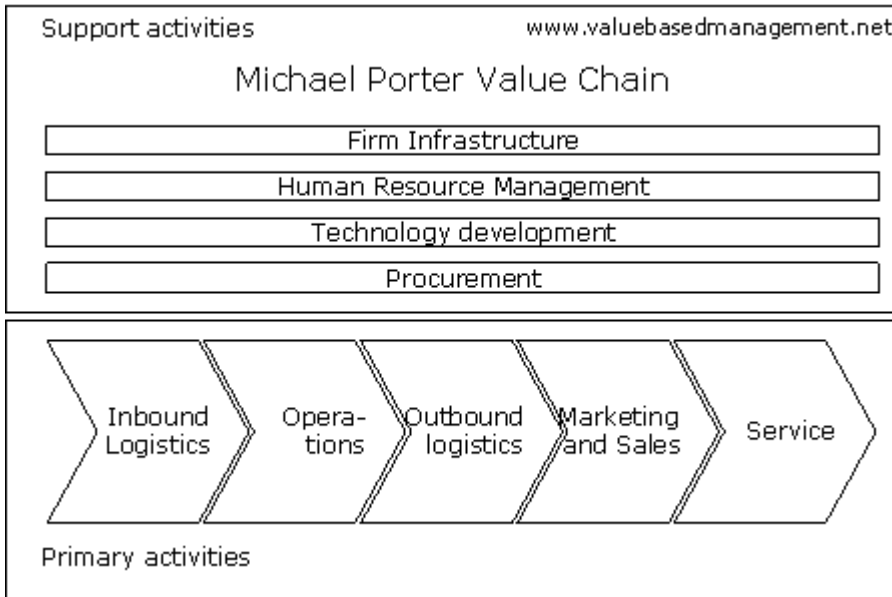 Support activities
www.valuebasedmanagement.net
Michael Porter Value Chain
Firm Infrastructure
Human Resource Management
Technology development
Procurement
Inbound
Logistics
Opera-
tions
Outbound
logistics
Marketing
and Sales
Service
Primary activities